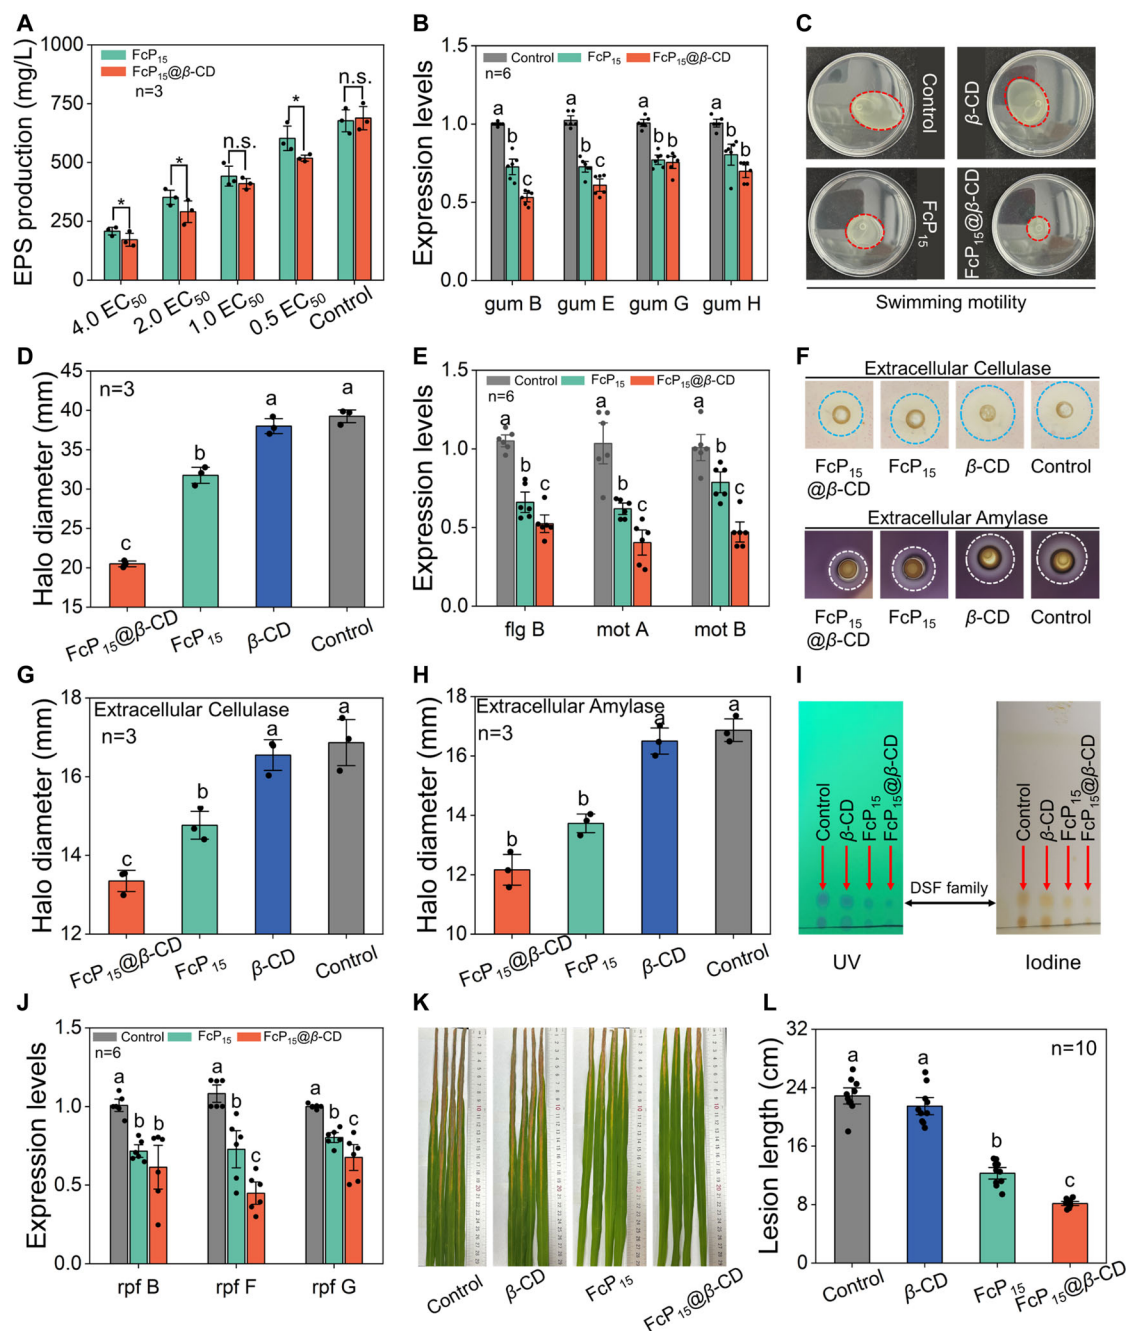 A
EPS production (mg/L)
1000
750
500
250
0
FcP15
FcP15@β-CD
n=3
*
*
n.s.
*
n.s.
4.0 EC50
2.0 EC50
1.0 EC50
0.5 EC50
Control
B
Expression levels
1.5
1.0
0.5
0.0
Control FcP15 FcP15@β-CD
n=6
a b c
a b c
a b b
a b b
gum B gum E gum G gum H
C
Control
β-CD
FcP15
FcP15@β-CD
Swimming motility
D
Halo diameter (mm)
45
40
35
30
25
20
15
n=3
c b a a
FcP15@β-CD FcP15 β-CD Control
E
Expression levels
1.5
1.0
0.5
0.0
Control FcP15 FcP15@β-CD
n=6
a b c
a b c
a b c
flg B mot A mot B
F
Extracellular Cellulase
FcP15 FcP15 β-CD Control
@β-CD
Extracellular Amylase
FcP15 FcP15 β-CD Control
@β-CD
G
Halo diameter (mm)
18
16
14
12
Extracellular Cellulase
n=3
c b a a
FcP15@β-CD FcP15 β-CD Control
H
Halo diameter (mm)
18
16
14
12
10
Extracellular Amylase
n=3
b b a a
FcP15@β-CD FcP15 β-CD Control
I
Control
β-CD
FcP15
FcP15@β-CD
DSF family
Control
β-CD
FcP15
FcP15@β-CD
UV Iodine
J
Expression levels
1.5
1.0
0.5
0.0
Control FcP15 FcP15@β-CD
n=6
a b b
a b c
a b c
rpf B rpf F rpf G
K
Control β-CD FcP15 FcP15@β-CD
L
Lesion length (cm)
32
24
16
8
0
n=10
a a b c
Control β-CD FcP15 FcP15@β-CD